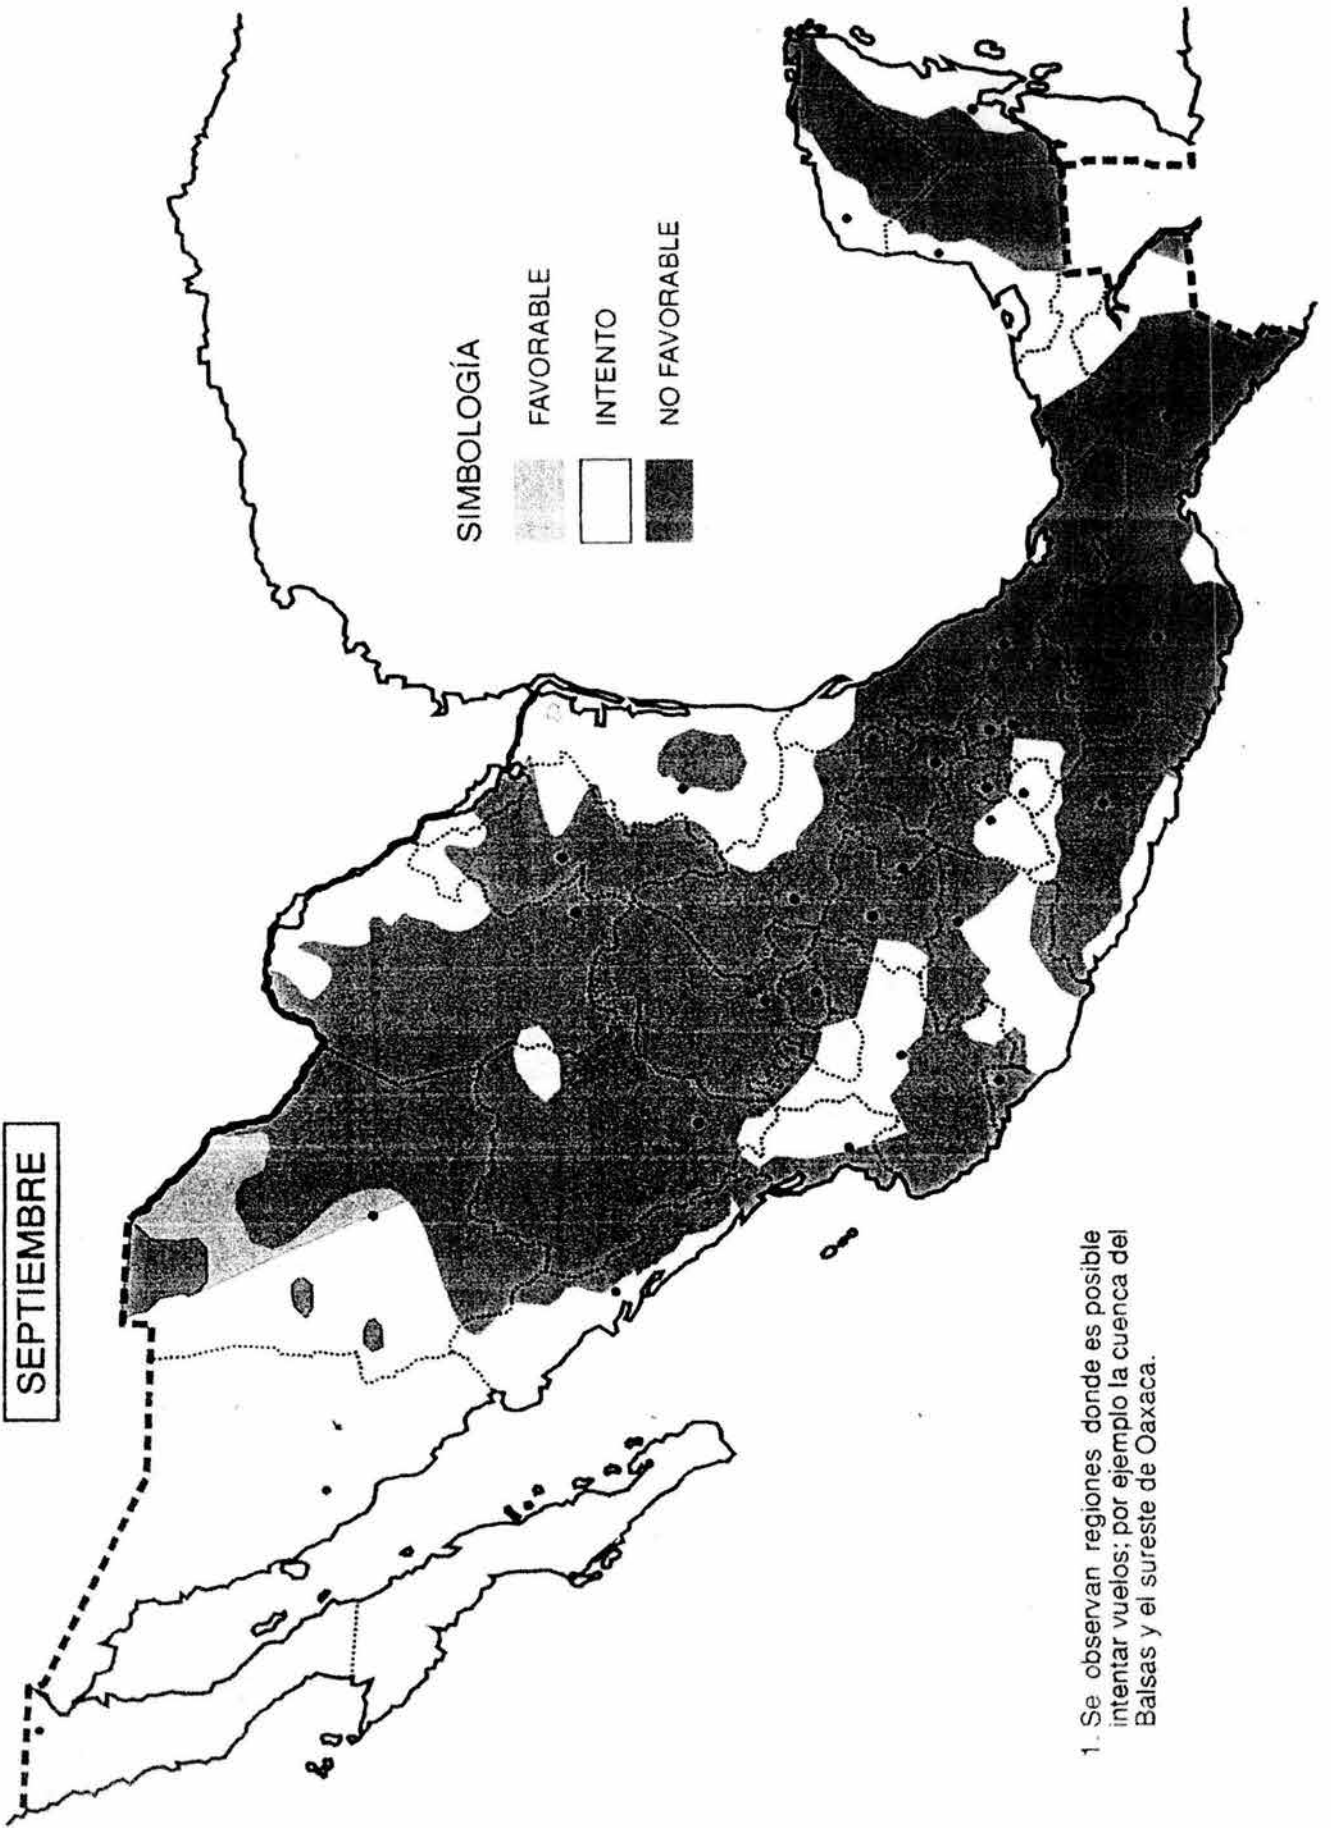 SEPTIEMBRE
SIMBOLOGÍA
FAVORABLE
INTENTO
NO FAVORABLE
1. Se observan regiones donde es posible
intentar vuelos; por ejemplo la cuenca del
Balsas y el sureste de Oaxaca.